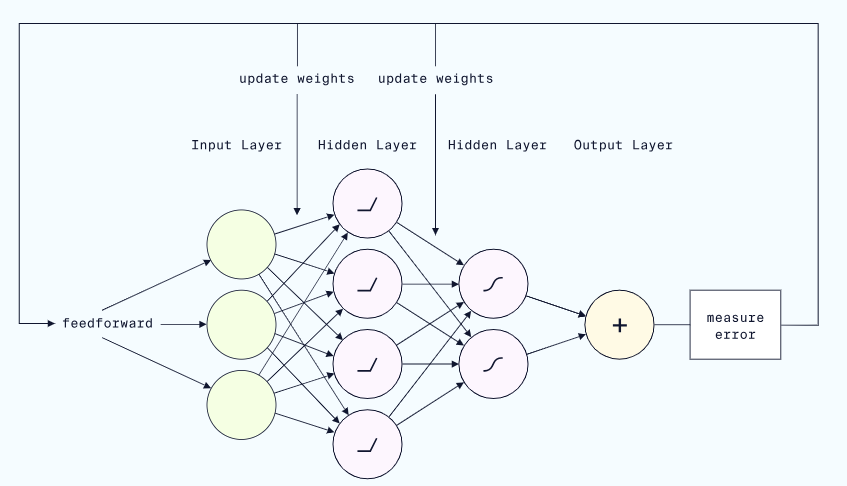 update weights update weights
Input Layer Hidden Layer Hidden Layer Output Layer
feedforward
+
measure
error